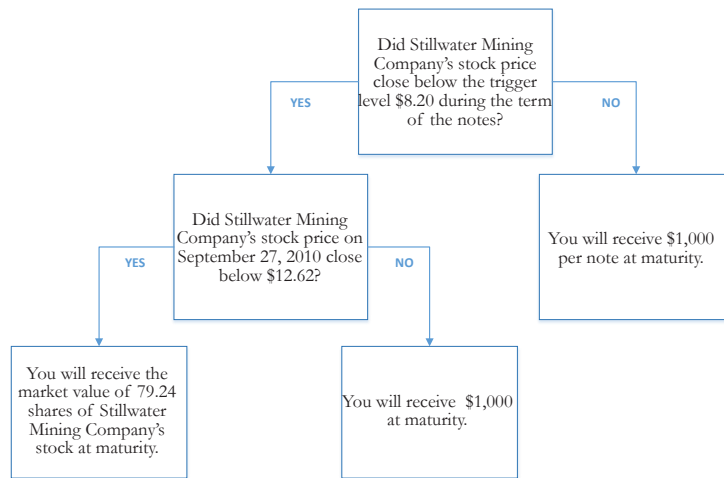 Did Stillwater Mining
Company's stock price
close below the trigger
level $8.20 during the term
of the notes?
YES
NO
Did Stillwater Mining
Company's stock price on
September 27, 2010 close
below $12.62?
You will receive $1,000
per note at maturity.
YES
NO
You will receive the
market value of 79.24
shares of Stillwater
Mining Company's
stock at maturity.
You will receive $1,000
at maturity.